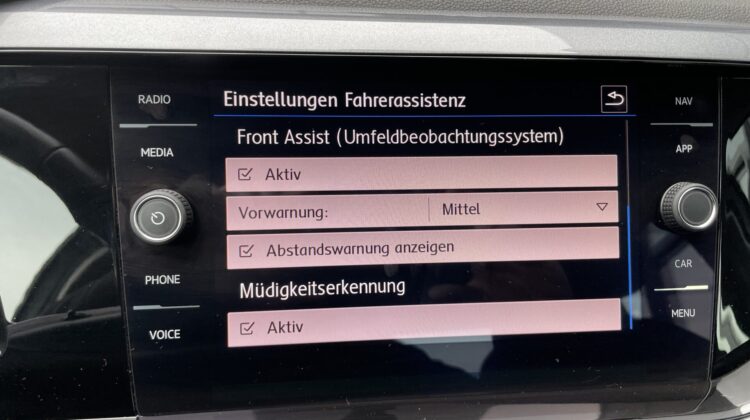 RADIO
MEDIA
PHONE
VOICE
Einstellungen Fahrerassistenz
Front Assist (Umfeldbeobachtungssystem)
Aktiv
Vorwarnung: Mittel
Abstandswarnung anzeigen
Müdigkeitserkennung
Aktiv
NAV
APP
CAR
MENU